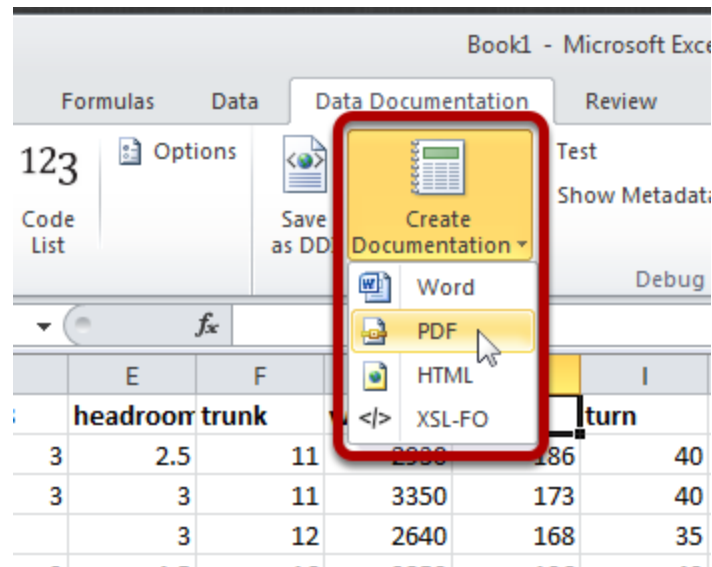 Book1 - Microsoft Exce
Formulas Data Data Documentation Review
123 Options Test
Show Metadata
Code Save Create
List as DD Documentation
Debug
Word
fx PDF
HTML
XSL-FO
E F I
headroom trunk turn
3 2.5 11 2930 186 40
3 3 11 3350 173 40
3 12 2640 168 35